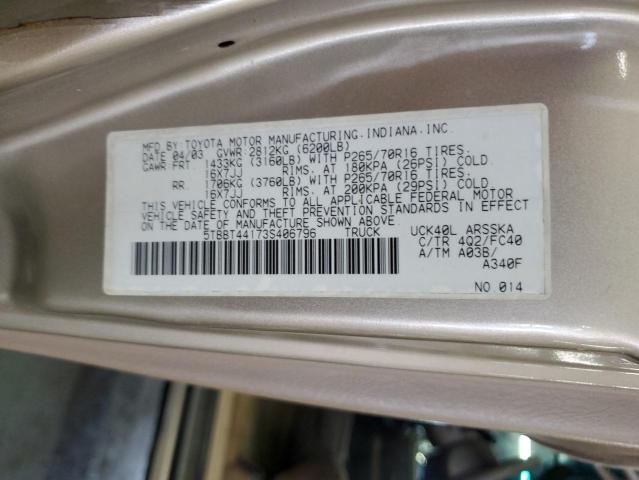 MFD.BY:TOYOTA MOTOR MANUFACTURING.INDIANA.INC.
DATE 04/03 GVWR:2812KG (6200LB)
GAWR:FRT 1433KG (3160LB) WITH P265/70R16 TIRES.
16X7JJ RIMS. AT 180KPA (26PSI) COLD.
RR. 1706KG (3760LB) WITH P265/70R16 TIRES.
16X7JJ RIMS. AT 200KPA (29PSI) COLD.
THIS VEHICLE CONFORMS TO ALL APPLICABLE FEDERAL MOTOR
VEHICLE SAFETY AND THEFT PREVENTION STANDARDS IN EFFECT
ON THE DATE OF MANUFACTURE SHOWN ABOVE.
5TBBT44173S406796 TRUCK UCK40L ARSSKA
C/TR 4Q2/FC40
A/TM A03B/
A340F
NO.014